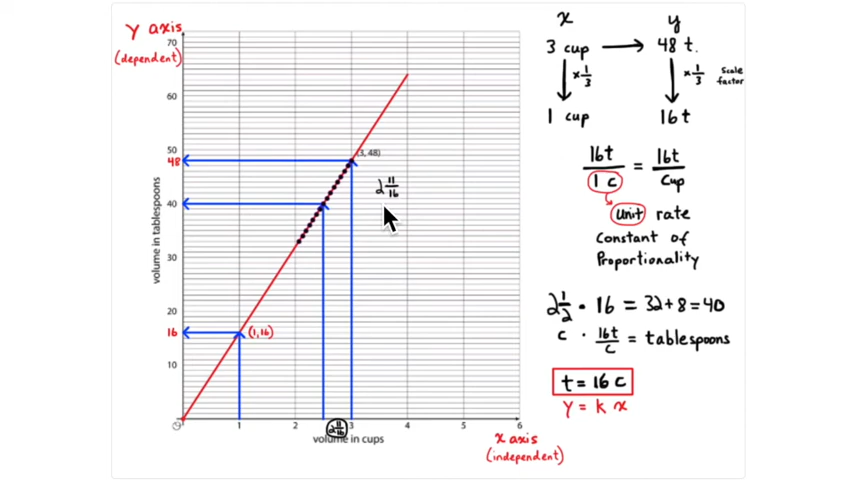 Y axis
(dependent)
70
60
50
48
40
30
20
16
10
0
1
2
2 11/16
3
4
5
6
volume in tablespoons
volume in cups
x axis
(independent)
(3, 48)
2 11/16
(1,16)
x y
3 cup → 48 t.
×1/3 ×1/3 Scale factor
1 cup 16t
16t/1 c = 16t/cup
Unit rate
Constant of
Proportionality
2 1/2 • 16 = 32+8=40
c · 16t/c = tablespoons
t = 16 c
y = k x